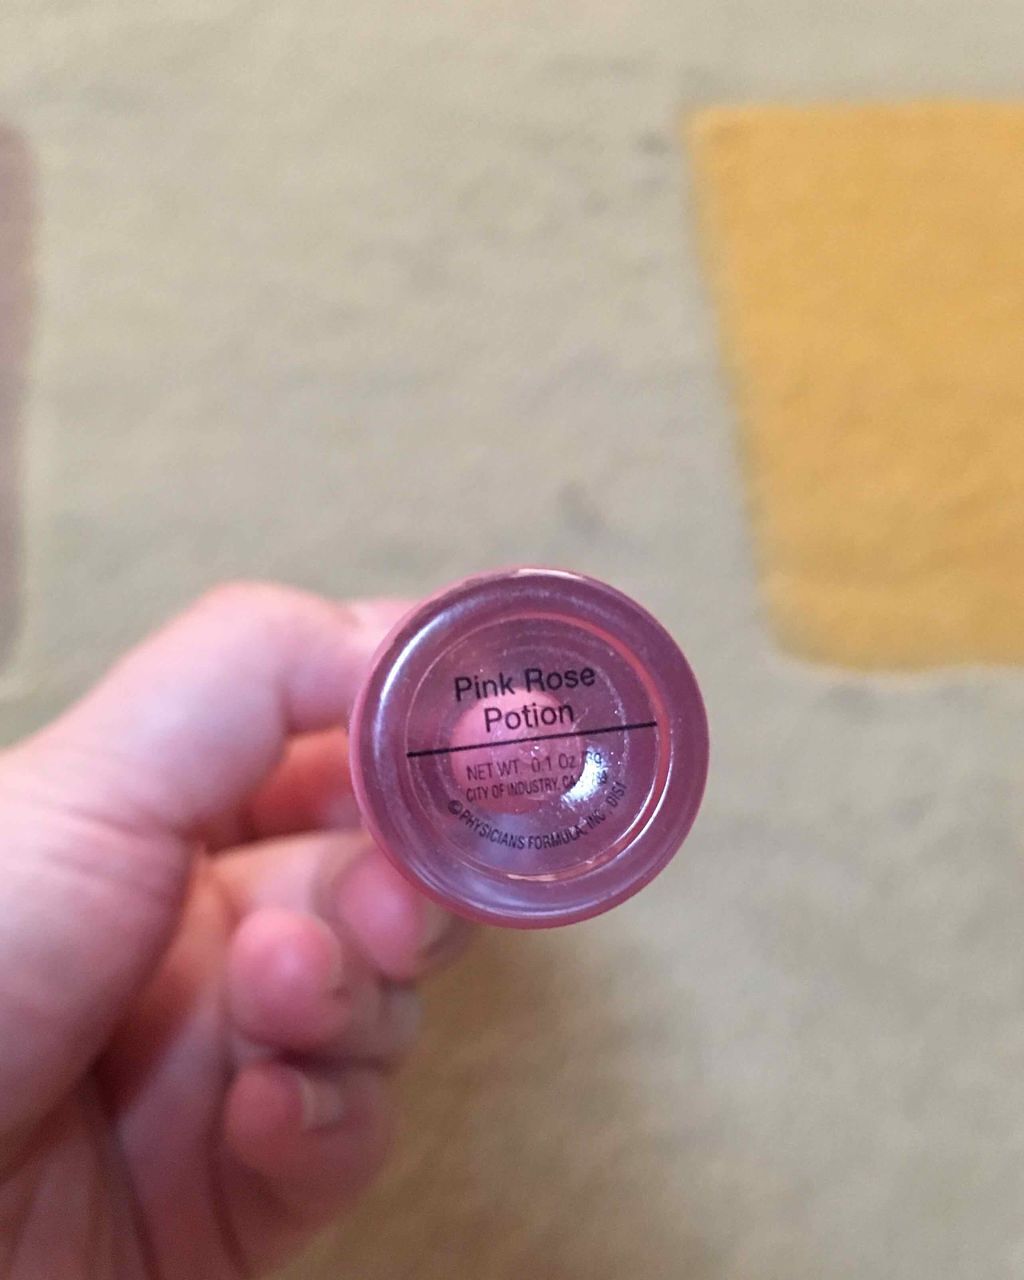 Pink Rose
Potion
NET WT. 0.1 Oz
CITY OF INDUSTRY, CA
© PHYSICIANS FORMULA, INC. DIST